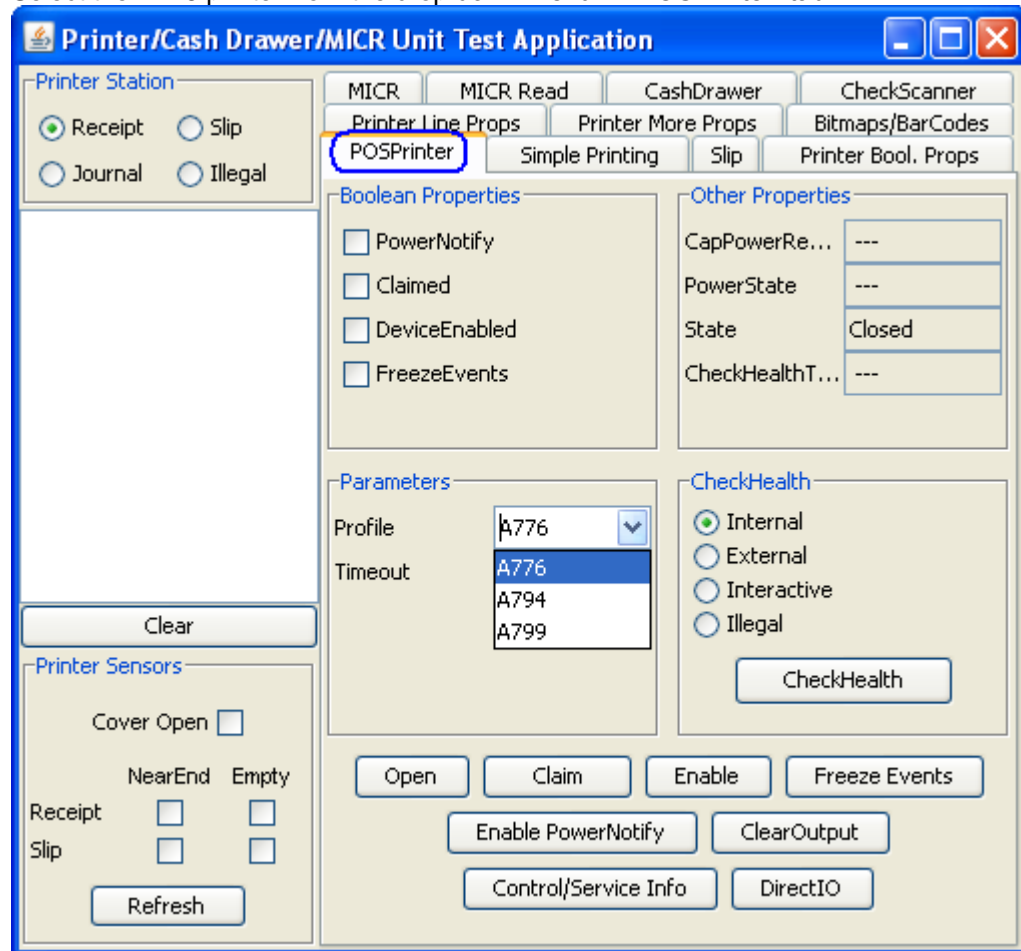 Printer/Cash Drawer/MICR Unit Test Application
Printer Station
Receipt Slip
Journal Illegal
Clear
Printer Sensors
Cover Open
NearEnd Empty
Receipt
Slip
Refresh
MICR MICR Read CashDrawer CheckScanner
Printer Line Props Printer More Props Bitmaps/BarCodes
POSPrinter Simple Printing Slip Printer Bool. Props
Boolean Properties
PowerNotify
Claimed
DeviceEnabled
FreezeEvents
Other Properties
CapPowerRe... ---
PowerState ---
State Closed
CheckHealthT... ---
Parameters
Profile A776
Timeout A776
A794
A799
CheckHealth
Internal
External
Interactive
Illegal
CheckHealth
Open Claim Enable Freeze Events
Enable PowerNotify ClearOutput
Control/Service Info DirectIO